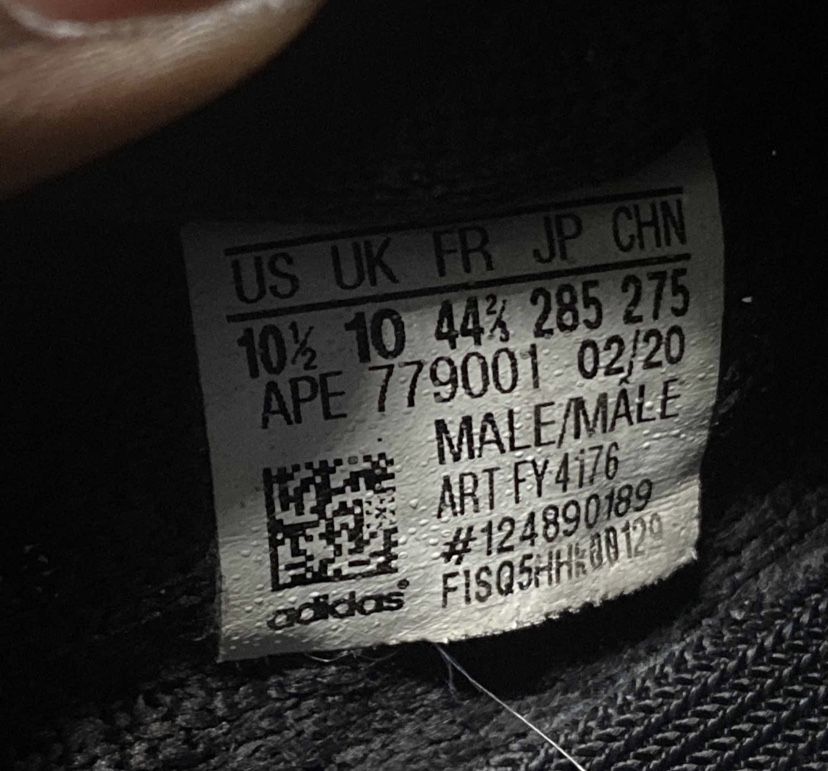 US UK FR JP CHN
10½ 10 44⅔ 285 275
APE 779001 02/20
MALE/MÂLE
ART FY4176
#124890189
adidas®